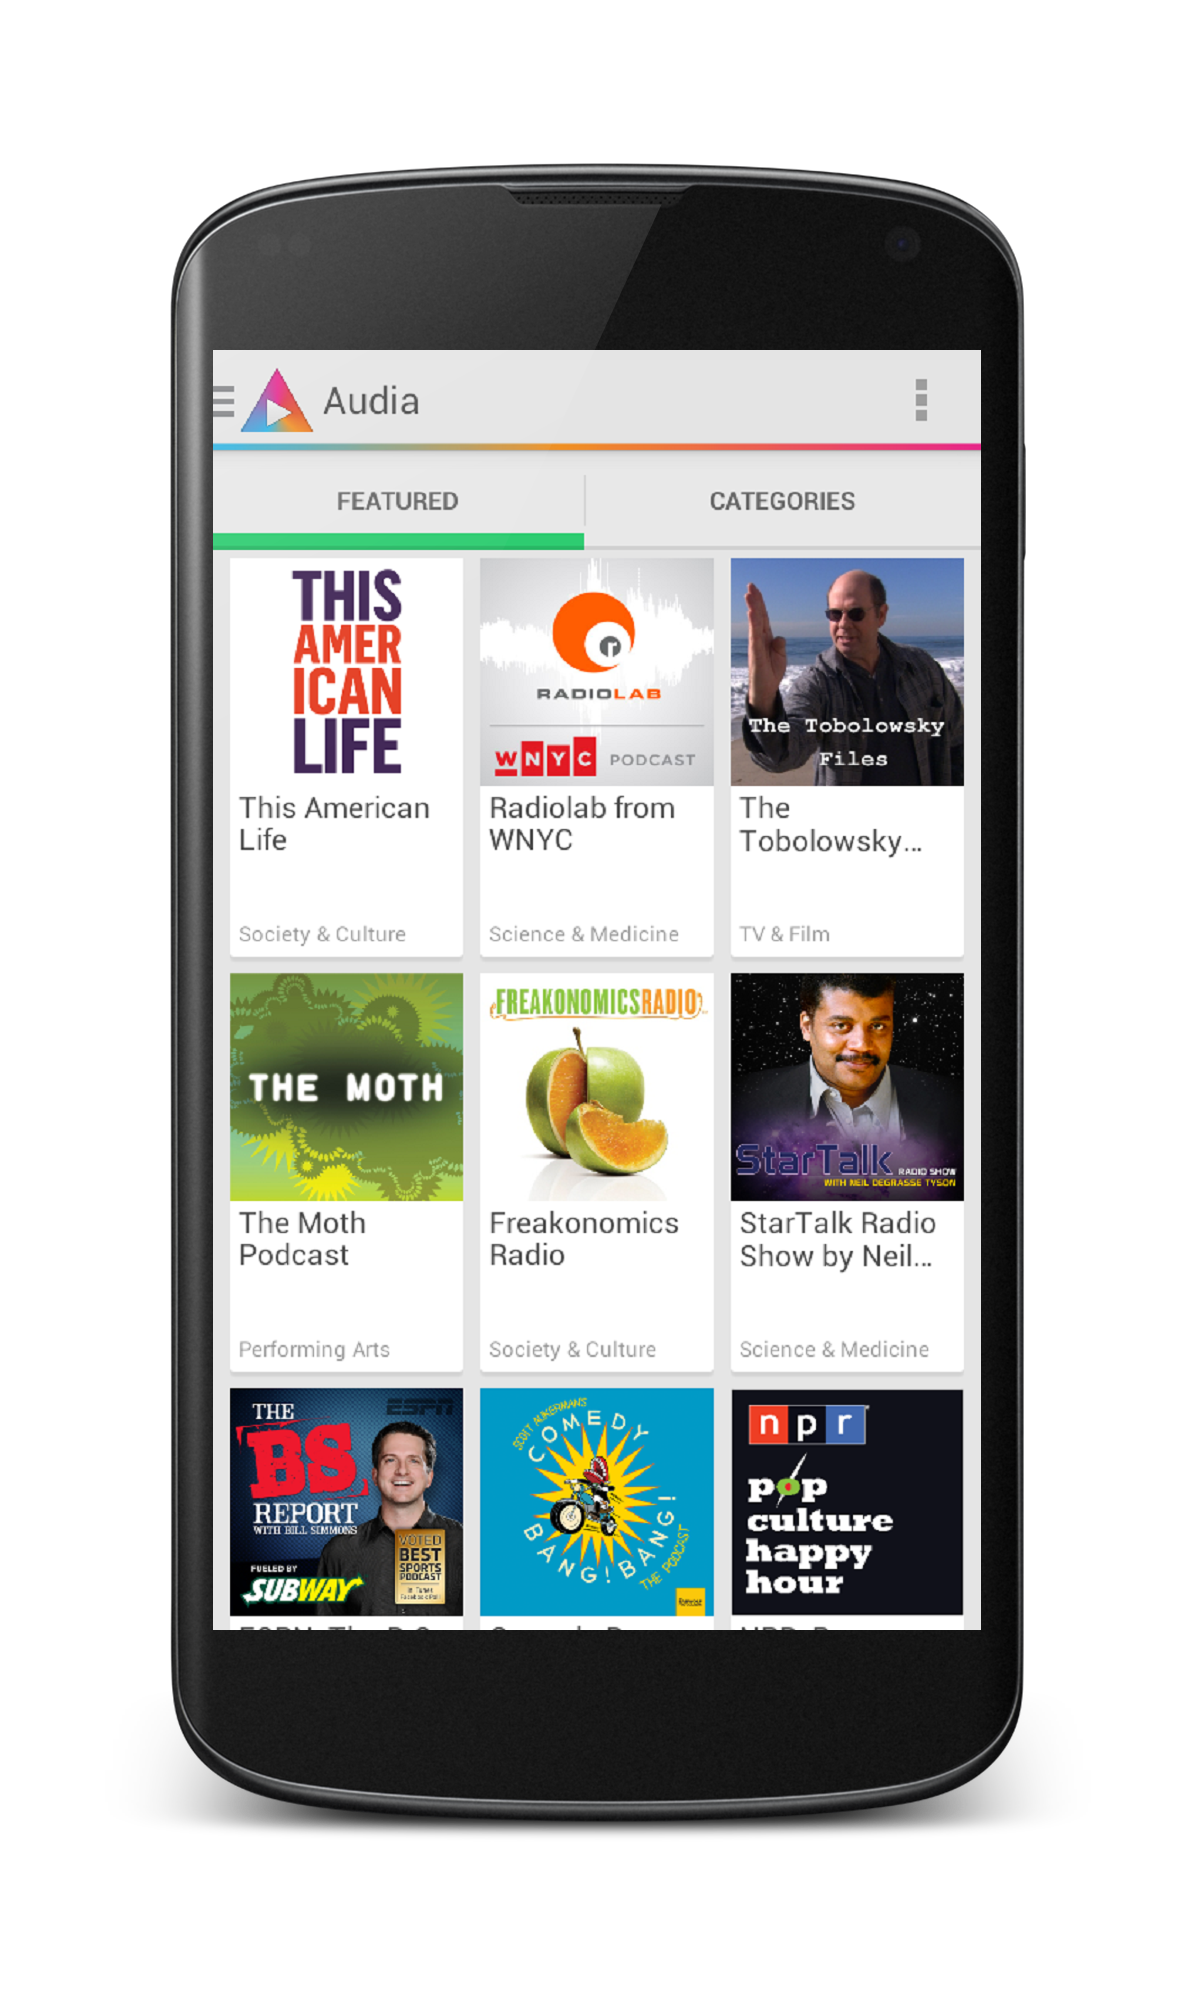 Audia
FEATURED
CATEGORIES
THIS
AMER
ICAN
LIFE
This American
Life
Society & Culture
r
RADIOLAB
WNYC PODCAST
Radiolab from
WNYC
Science & Medicine
The Tobolowsky
Files
The
Tobolowsky...
TV & Film
THE MOTH
The Moth
Podcast
Performing Arts
FREAKONOMICSRADIO
Freakonomics
Radio
Society & Culture
StarTalk RADIO SHOW
WITH NEIL DEGRASSE TYSON
StarTalk Radio
Show by Neil...
Science & Medicine
ESPN
THE
BS
REPORT
WITH BILL SIMMONS
VOTED
BEST
SPORTS
PODCAST
FUELED BY
SUBWAY
SCOTT AUKERMAN'S
COMEDY
BANG! BANG!
THE PODCAST
npr
pop
culture
happy
hour